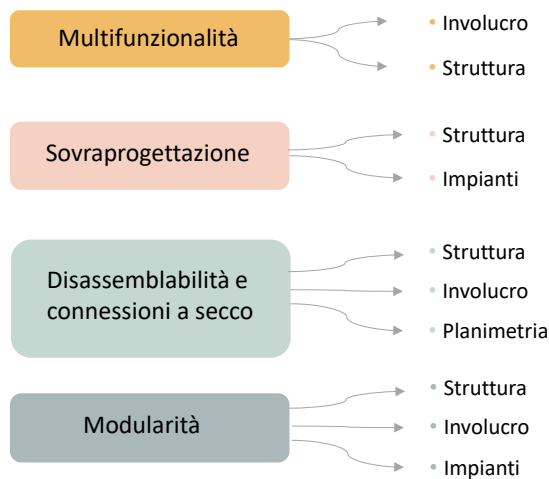 Multifunzionalità
• Involucro
• Struttura
Sovraprogettazione
• Struttura
• Impianti
Disassemblabilità e
connessioni a secco
• Struttura
• Involucro
• Planimetria
Modularità
• Struttura
• Involucro
• Impianti